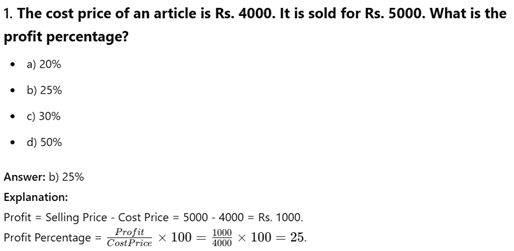 1. The cost price of an article is Rs. 4000. It is sold for Rs. 5000. What is the
profit percentage?
• a) 20%
• b) 25%
• c) 30%
• d) 50%
Answer: b) 25%
Explanation:
Profit = Selling Price - Cost Price = 5000 - 4000 = Rs. 1000.
Profit Percentage = Profit/CostPrice × 100 = 1000/4000 × 100 = 25.